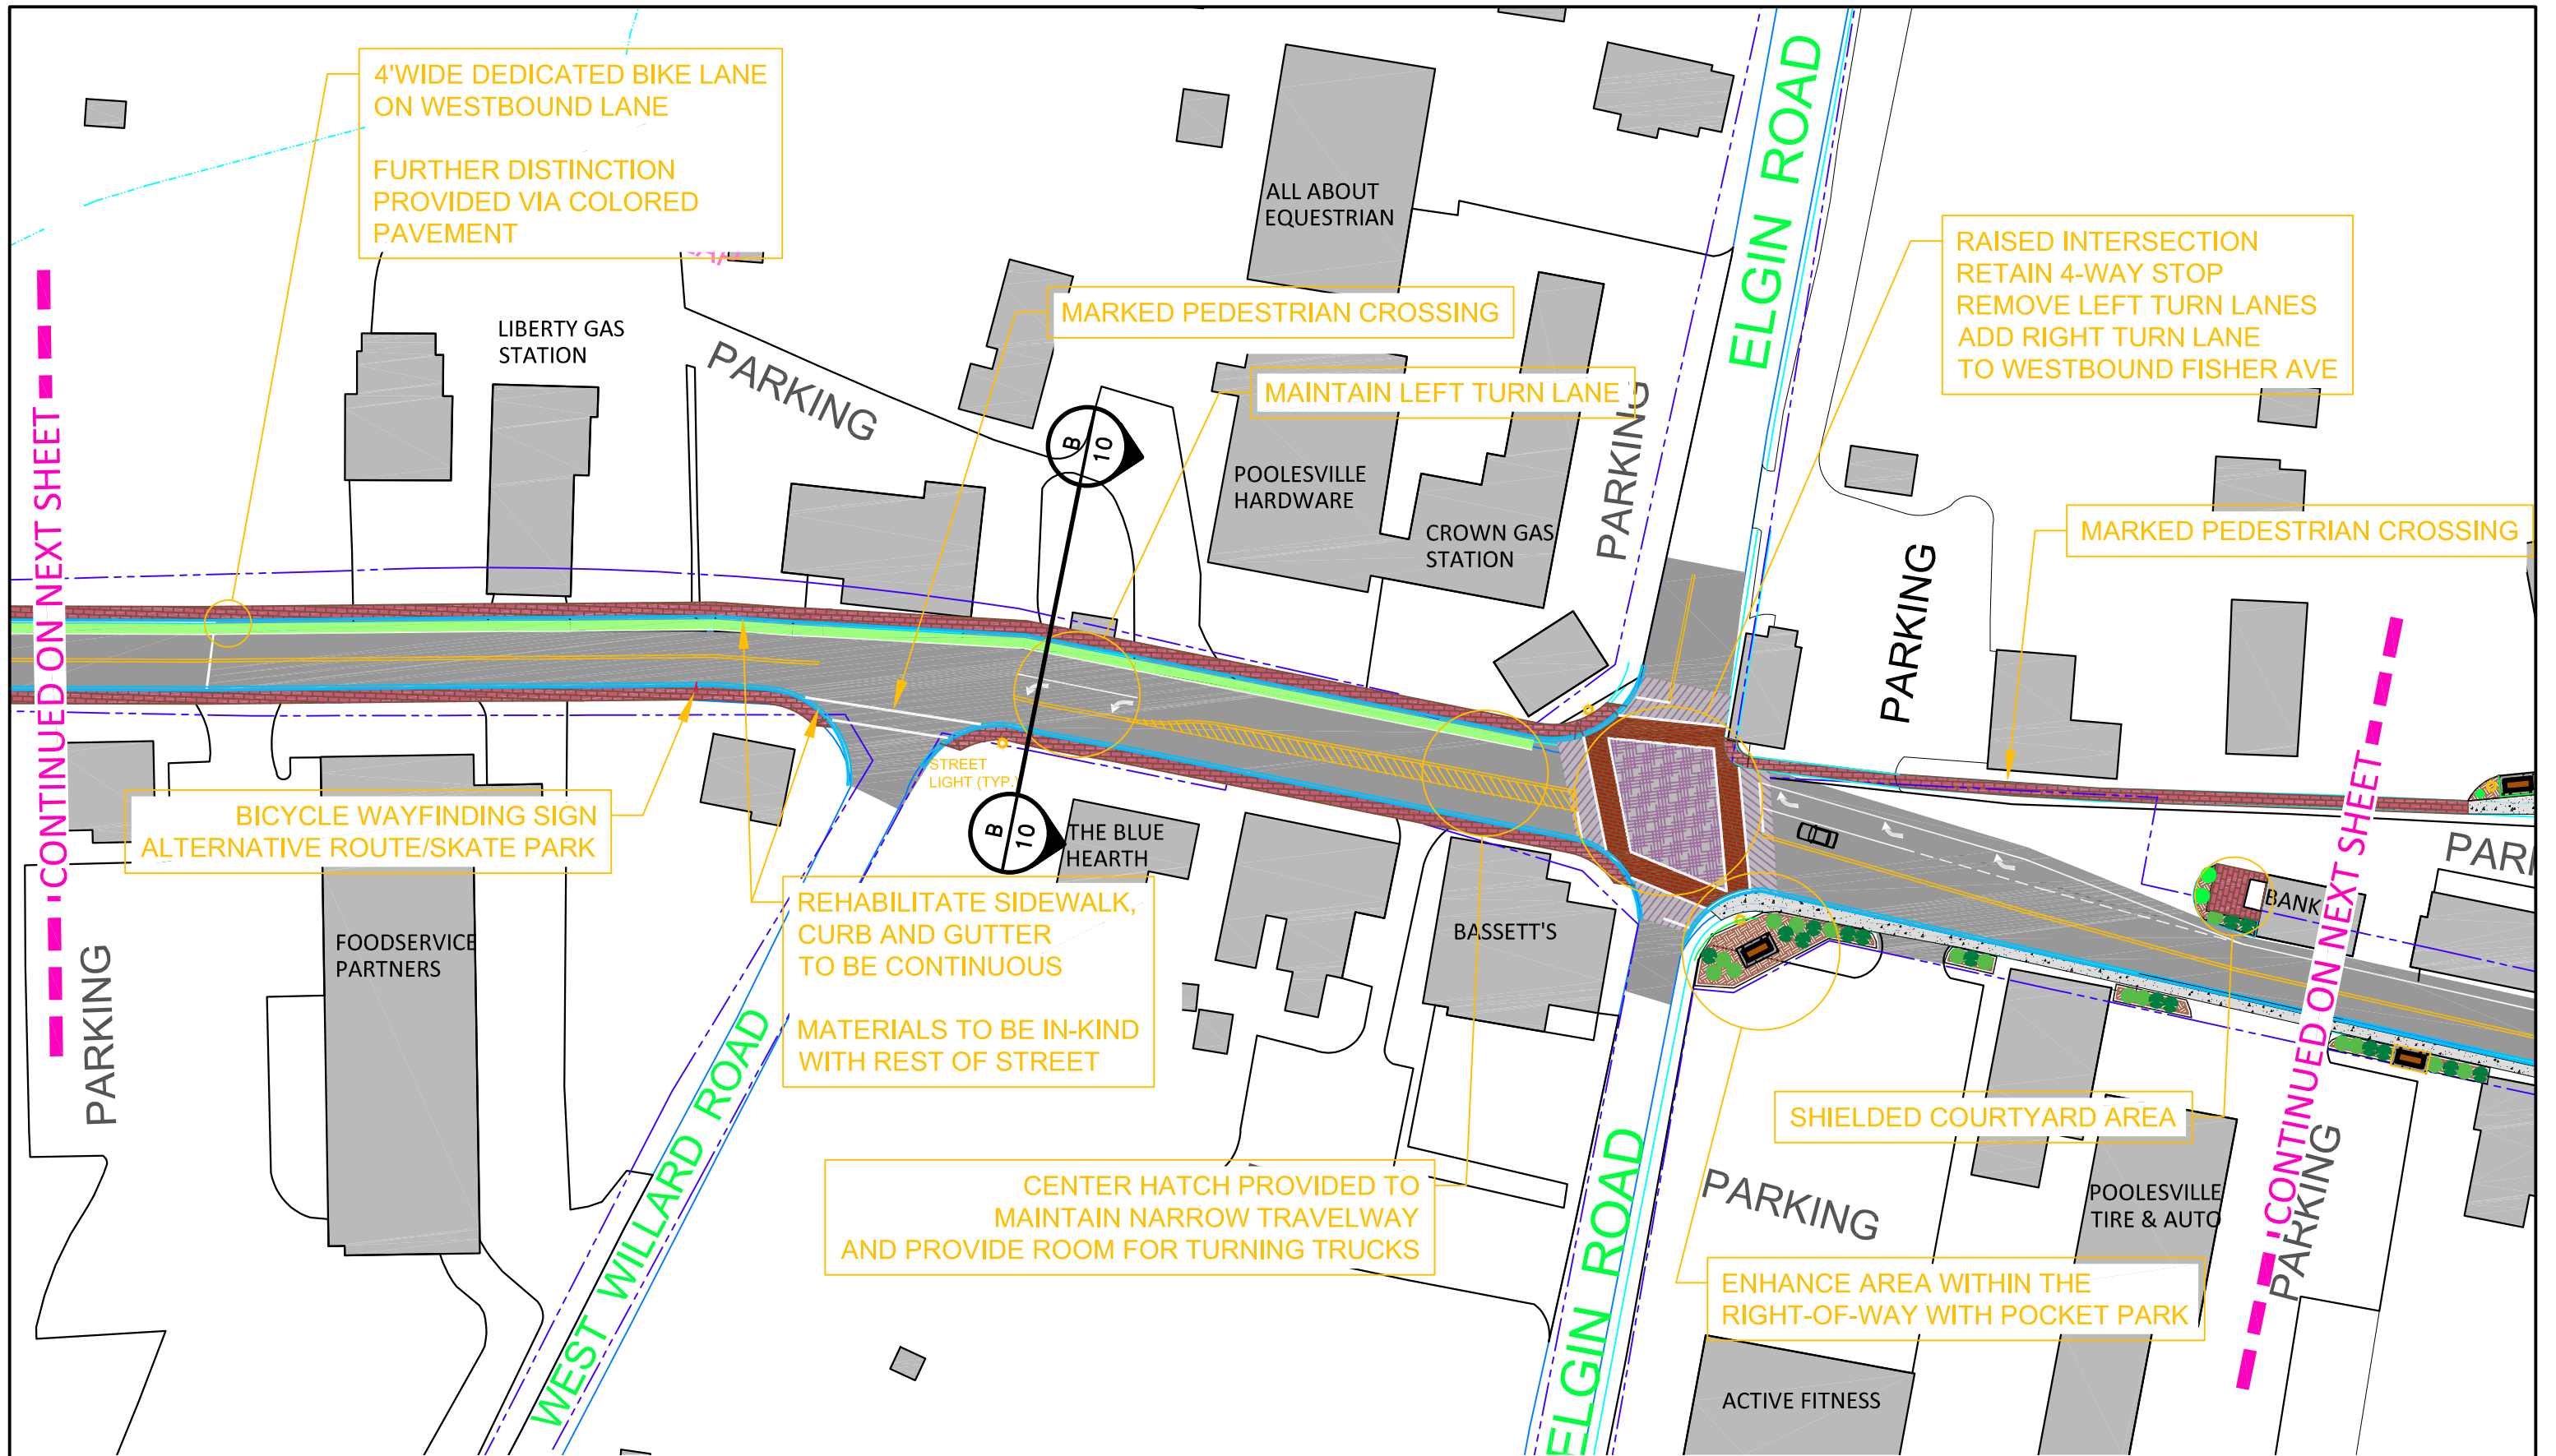 4'WIDE DEDICATED BIKE LANE
ON WESTBOUND LANE
FURTHER DISTINCTION
PROVIDED VIA COLORED
PAVEMENT
ELGIN ROAD
ALL ABOUT
EQUESTRIAN
RAISED INTERSECTION
RETAIN 4-WAY STOP
REMOVE LEFT TURN LANES
ADD RIGHT TURN LANE
TO WESTBOUND FISHER AVE
MARKED PEDESTRIAN CROSSING
LIBERTY GAS
STATION
PARKING
MAINTAIN LEFT TURN LANE
PARKING
B
10
POOLESVILLE
HARDWARE
CROWN GAS
STATION
MARKED PEDESTRIAN CROSSING
PARKING
CONTINUED ON NEXT SHEET
STREET
LIGHT (TYP.)
BICYCLE WAYFINDING SIGN
ALTERNATIVE ROUTE/SKATE PARK
B
10
THE BLUE
HEARTH
REHABILITATE SIDEWALK,
CURB AND GUTTER
TO BE CONTINUOUS
MATERIALS TO BE IN-KIND
WITH REST OF STREET
BASSETT'S
BANK
PAR
FOODSERVICE
PARTNERS
PARKING
CONTINUED ON NEXT SHEET
SHIELDED COURTYARD AREA
WEST WILLARD ROAD
CENTER HATCH PROVIDED TO
MAINTAIN NARROW TRAVELWAY
AND PROVIDE ROOM FOR TURNING TRUCKS
ELGIN ROAD
PARKING
POOLESVILLE
TIRE & AUTO
PARKING
ENHANCE AREA WITHIN THE
RIGHT-OF-WAY WITH POCKET PARK
ACTIVE FITNESS